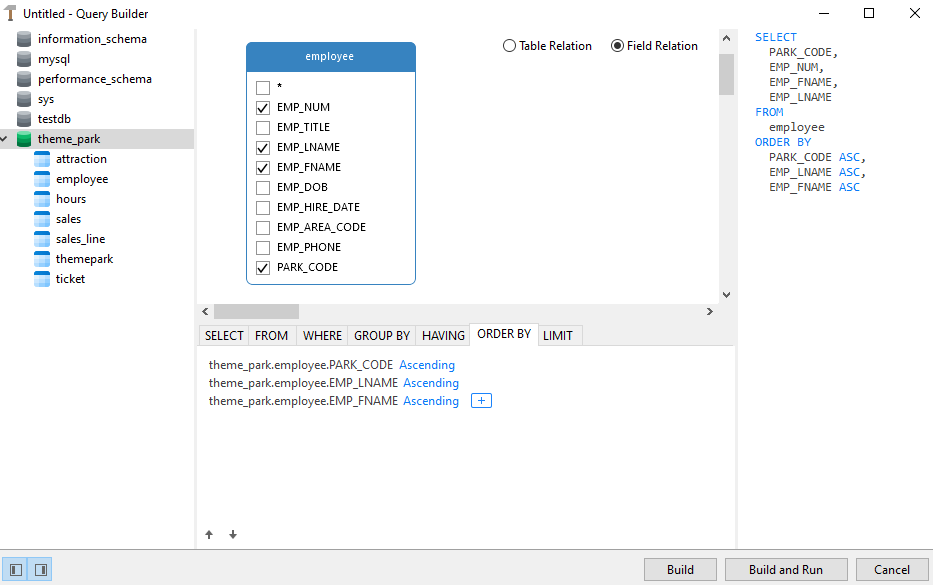 Untitled - Query Builder
information_schema
mysql
performance_schema
sys
testdb
theme_park
attraction
employee
hours
sales
sales_line
themepark
ticket
employee
*
EMP_NUM
EMP_TITLE
EMP_LNAME
EMP_FNAME
EMP_DOB
EMP_HIRE_DATE
EMP_AREA_CODE
EMP_PHONE
PARK_CODE
Table Relation Field Relation
SELECT FROM WHERE GROUP BY HAVING ORDER BY LIMIT
theme_park.employee.PARK_CODE Ascending
theme_park.employee.EMP_LNAME Ascending
theme_park.employee.EMP_FNAME Ascending +
SELECT
PARK_CODE,
EMP_NUM,
EMP_FNAME,
EMP_LNAME
FROM
employee
ORDER BY
PARK_CODE ASC,
EMP_LNAME ASC,
EMP_FNAME ASC
Build Build and Run Cancel